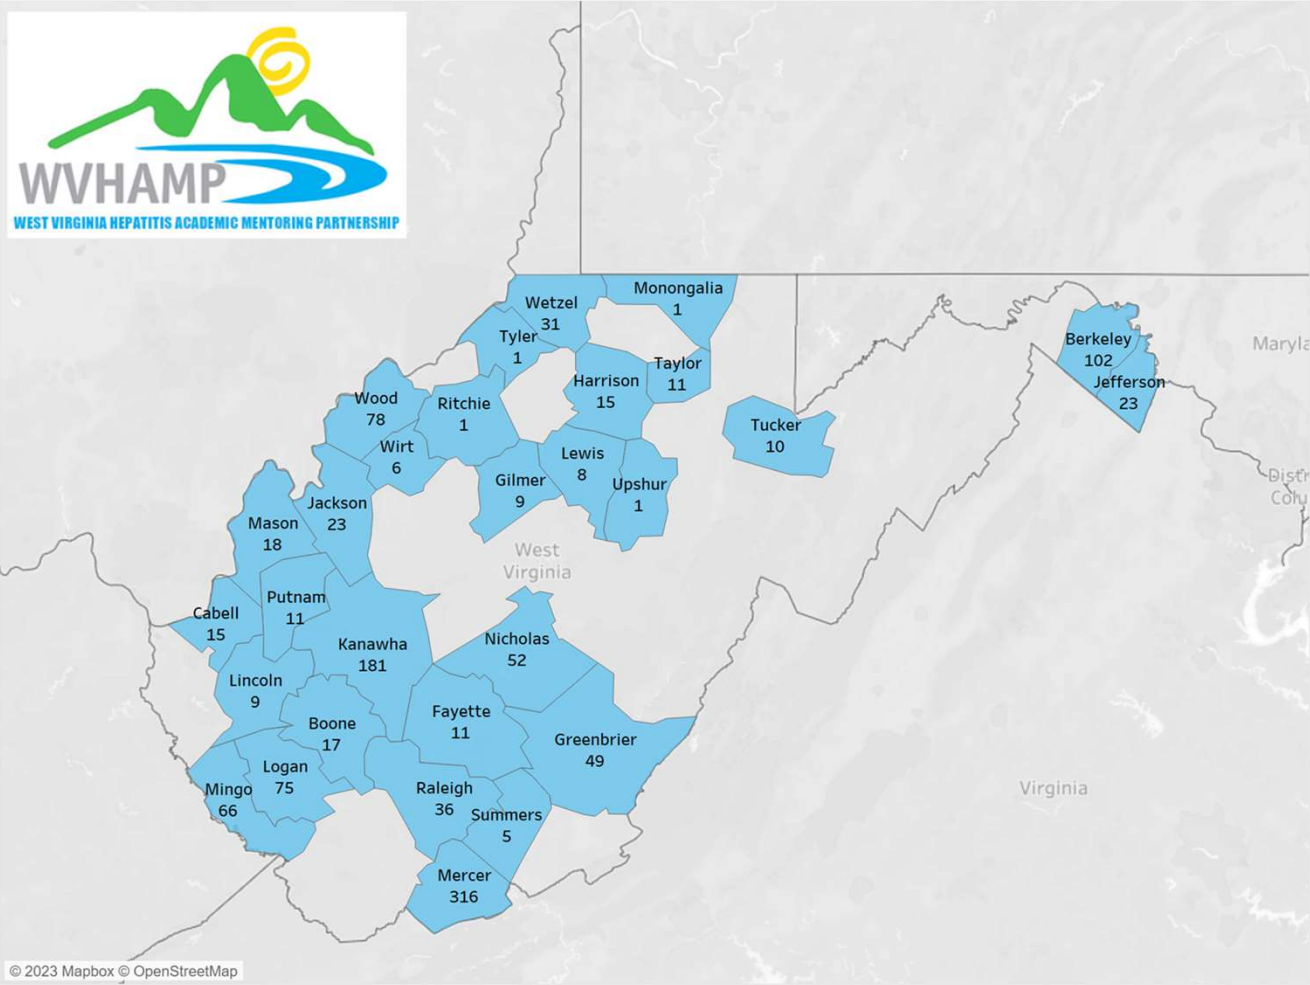 WVHAMP
WEST VIRGINIA HEPATITIS ACADEMIC MENTORING PARTNERSHIP
Wetzel
31
Monongalia
1
Tyler
1
Harrison
15
Taylor
11
Berkeley
102
Jefferson
23
Maryla
Wood
78
Ritchie
1
Wirt
6
Tucker
10
Gilmer
9
Lewis
8
Upshur
1
Distr
Colu
Jackson
23
Mason
18
West
Virginia
Putnam
11
Cabell
15
Kanawha
181
Nicholas
52
Lincoln
9
Boone
17
Fayette
11
Greenbrier
49
Logan
75
Mingo
66
Raleigh
36
Summers
5
Virginia
Mercer
316
© 2023 Mapbox © OpenStreetMap